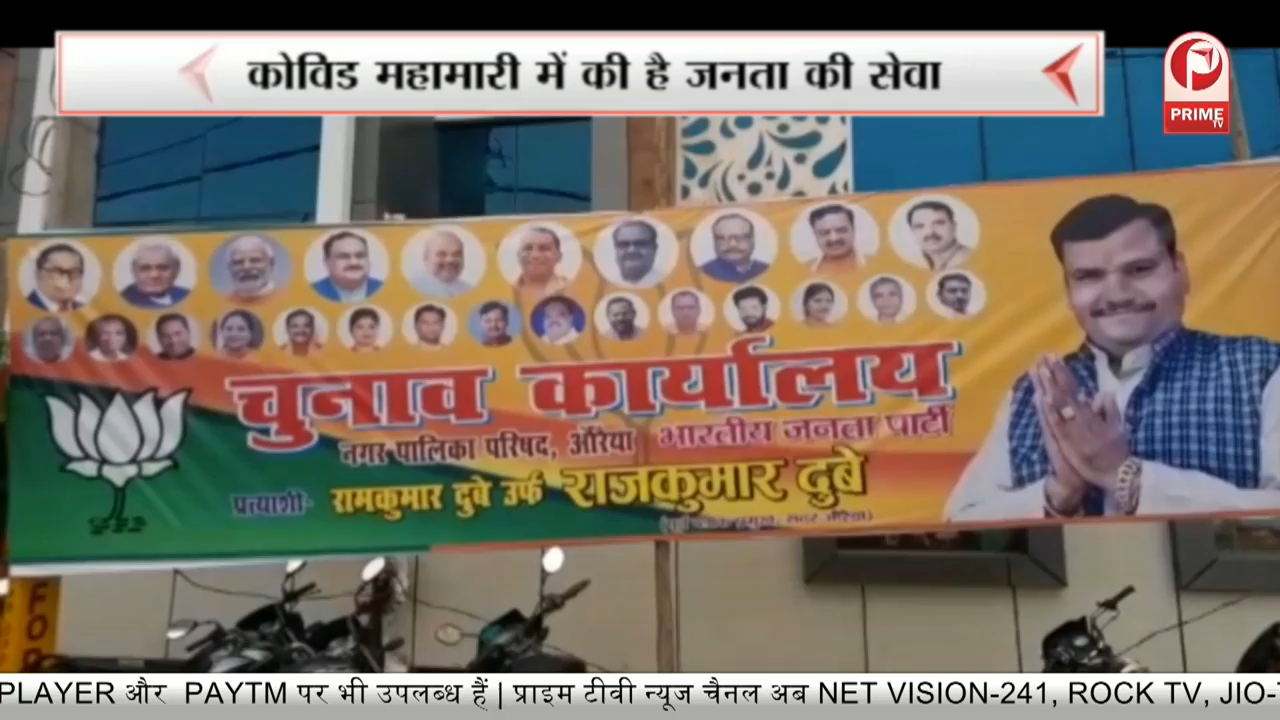 कोविड महामारी में की है जनता की सेवा
PRIME
TV
चुनाव कार्यालय
नगर पालिका परिषद, औरैया भारतीय जनता पार्टी
प्रत्याशी- रामकुमार दुबे उर्फ राजकुमार दुबे
FOR
PLAYER और PAYTM पर भी उपलब्ध हैं | प्राइम टीवी न्यूज चैनल अब NET VISION-241, ROCK TV, JIO-